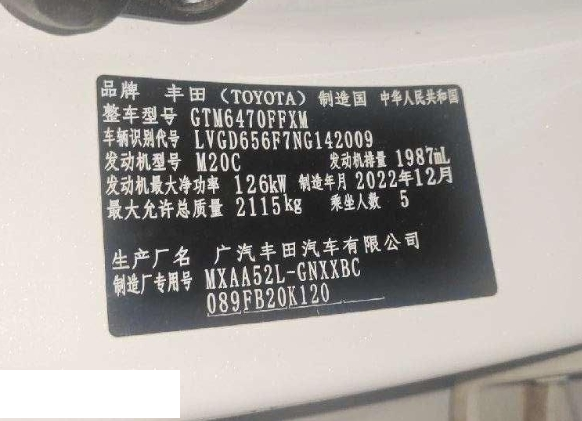 品牌 丰田（TOYOTA）制造国 中华人民共和国
整车型号 GTM6470FFXM
车辆识别代号 LVGD656F7NG142009
发动机型号 M20C 发动机排量 1987mL
发动机最大净功率 126kW 制造年月 2022年12月
最大允许总质量 2115kg 乘坐人数 5
生产厂名 广汽丰田汽车有限公司
制造厂专用号 MXAA52L-GNXXBC
089FB20K120